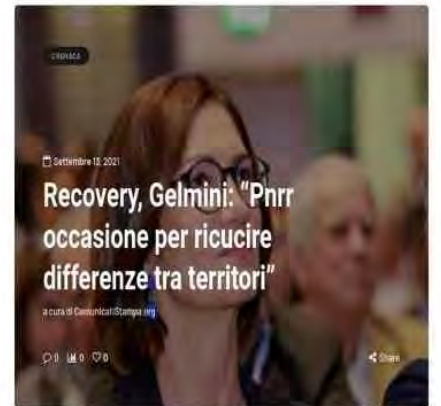 CRONACA
Settembre 12, 2021
Recovery, Gelmini: “Pnrr
occasione per ricucire
differenze tra territori”
a cura di ComunicatiStampa.org
0 0 0
Share